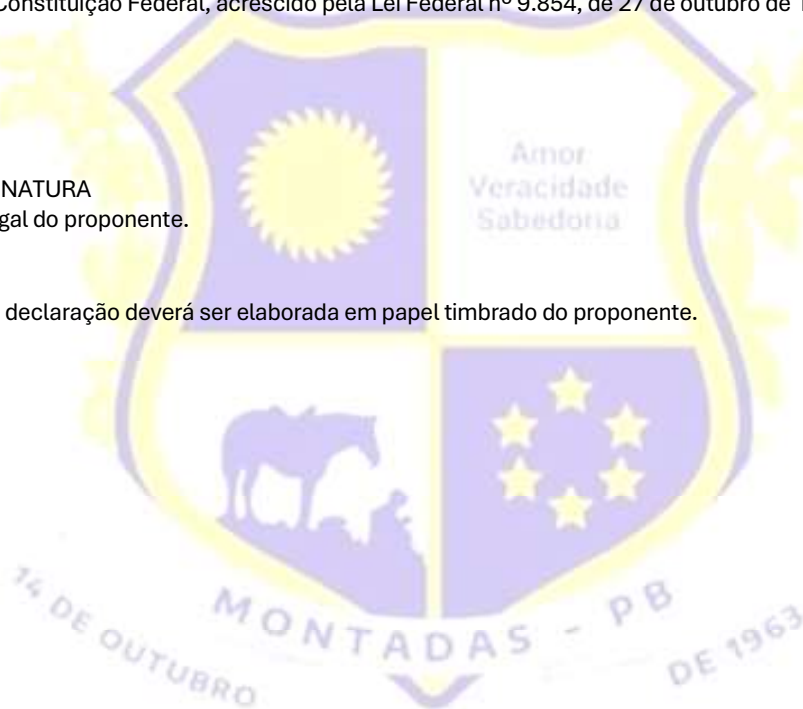 Constituição Federal, acrescido pela Lei Federal nº 9.854, de 27 de outubro de 1
Amor
Veracidade
Sabedoria
NATURA
gal do proponente.
declaração deverá ser elaborada em papel timbrado do proponente.
MONTADAS - PB
14 DE OUTUBRO DE 1963